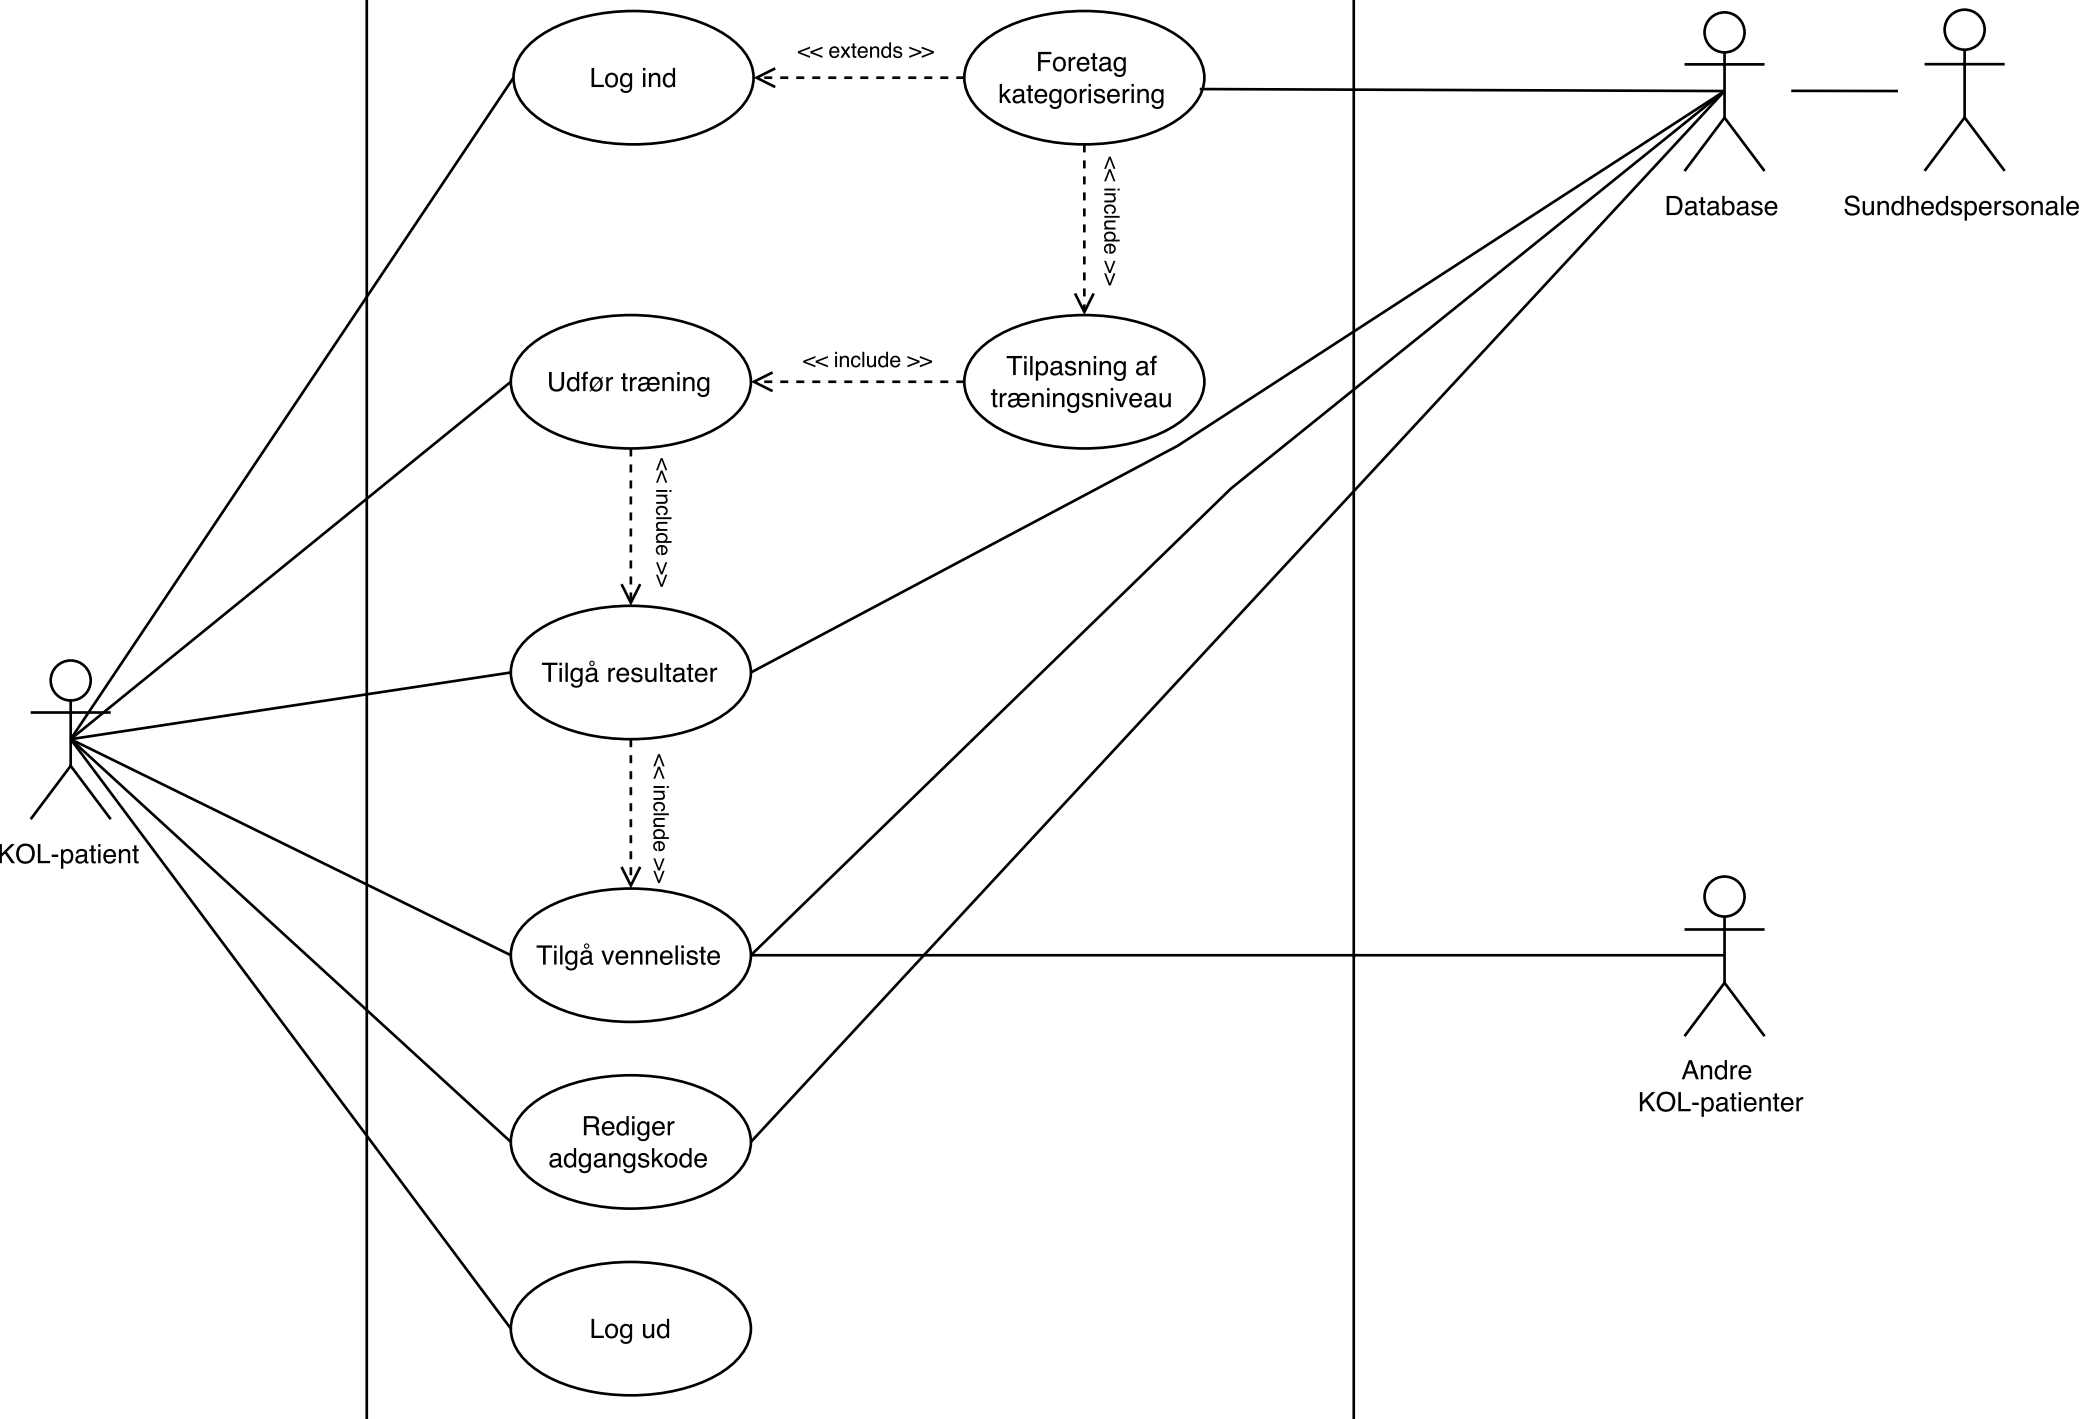 Log ind
<< extends >>
Foretag
kategorisering
<< include >>
Database
Sundhedspersonale
Udfør træning
<< include >>
Tilpasning af
træningsniveau
<< include >>
Tilgå resultater
<< include >>
KOL-patient
Tilgå venneliste
Andre
KOL-patienter
Rediger
adgangskode
Log ud